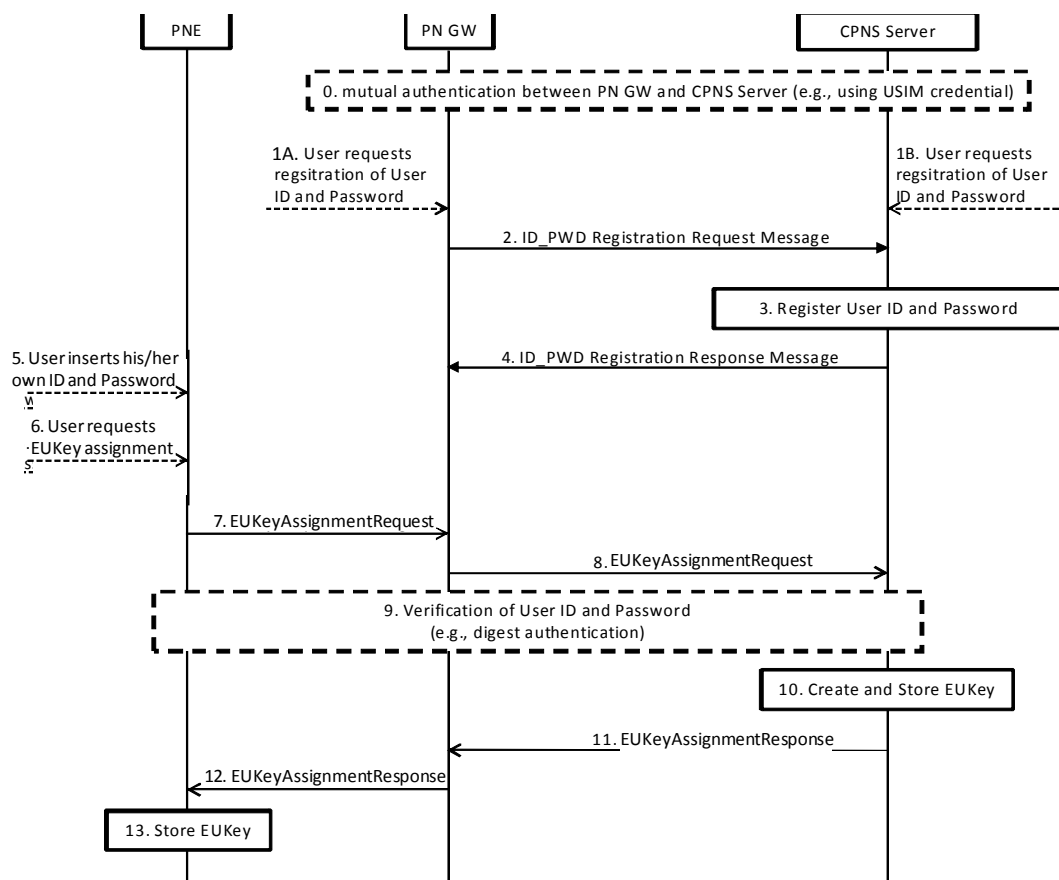 PNE
PN GW
CPNS Server
0. mutual authentication between PN GW and CPNS Server (e.g., using USIM credential)
1A. User requests
regsitration of User
ID and Password
1B. User requests
regsitration of User
ID and Password
2. ID_PWD Registration Request Message
3. Register User ID and Password
4. ID_PWD Registration Response Message
5. User inserts his/her
own ID and Password
6. User requests
EUKey assignment
7. EUKeyAssignmentRequest
8. EUKeyAssignmentRequest
9. Verification of User ID and Password
(e.g., digest authentication)
10. Create and Store EUKey
11. EUKeyAssignmentResponse
12. EUKeyAssignmentResponse
13. Store EUKey